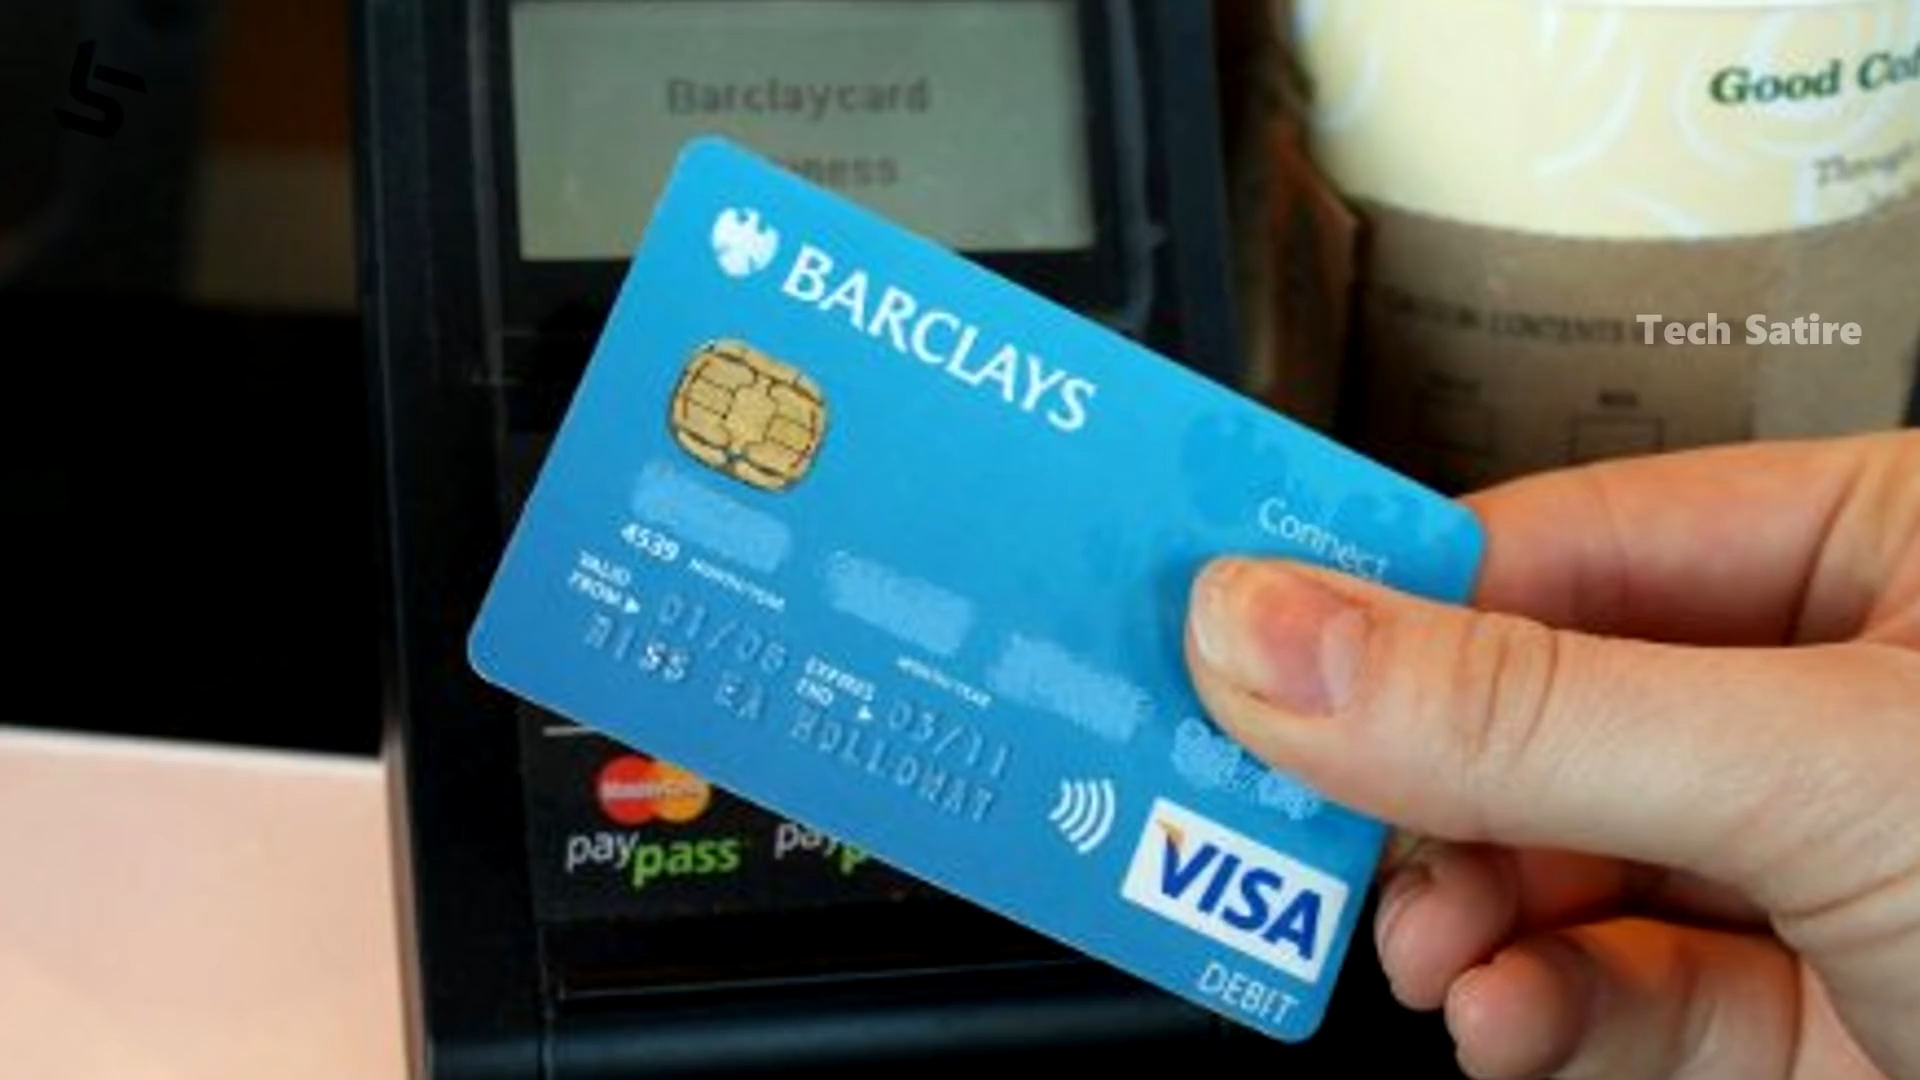 Barclaycard
Good
Tech Satire
BARCLAYS
Connect
4539
VALID
FROM
01/08
EXPIRES
END
03/11
MISS EA HOLLOWAY
VISA
DEBIT
MasterCard
paypass